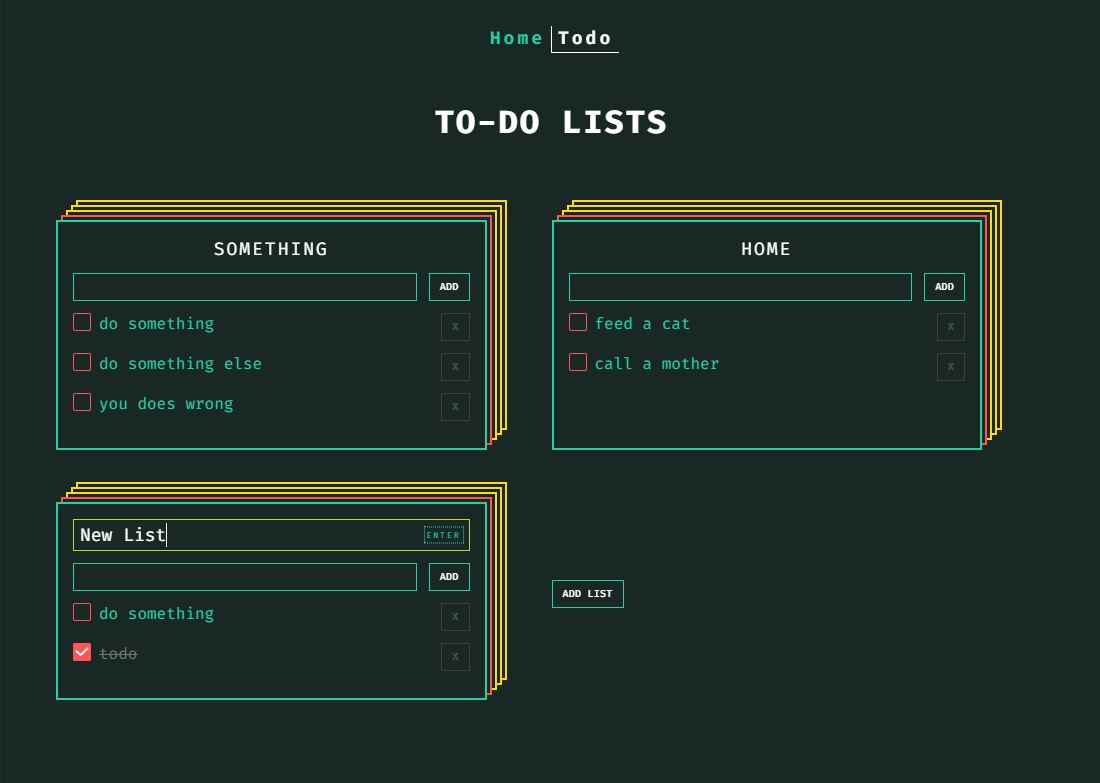 Home Todo
TO-DO LISTS
SOMETHING
ADD
do something x
do something else x
you does wrong x
HOME
ADD
feed a cat x
call a mother x
New List ENTER
ADD
do something x
todo x
ADD LIST